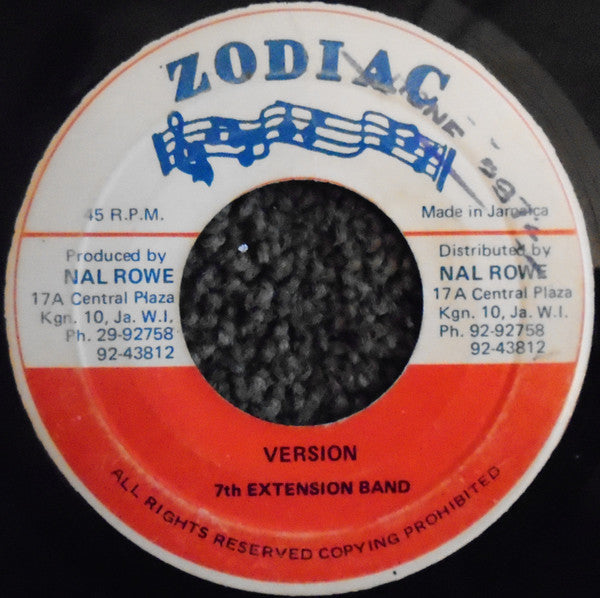 ZODIAC
45 R.P.M.
Made in Jamaica
Produced by
NAL ROWE
17A Central Plaza
Kgn. 10, Ja. W.I,
Ph. 29-92758
92-43812
Distributed by
NAL ROWE
17A Central Plaza
Kgn. 10, Ja. W.I.
Ph. 92-92758
92-43812
VERSION
7th EXTENSION BAND
ALL RIGHTS RESERVED COPYING PROHIBITED